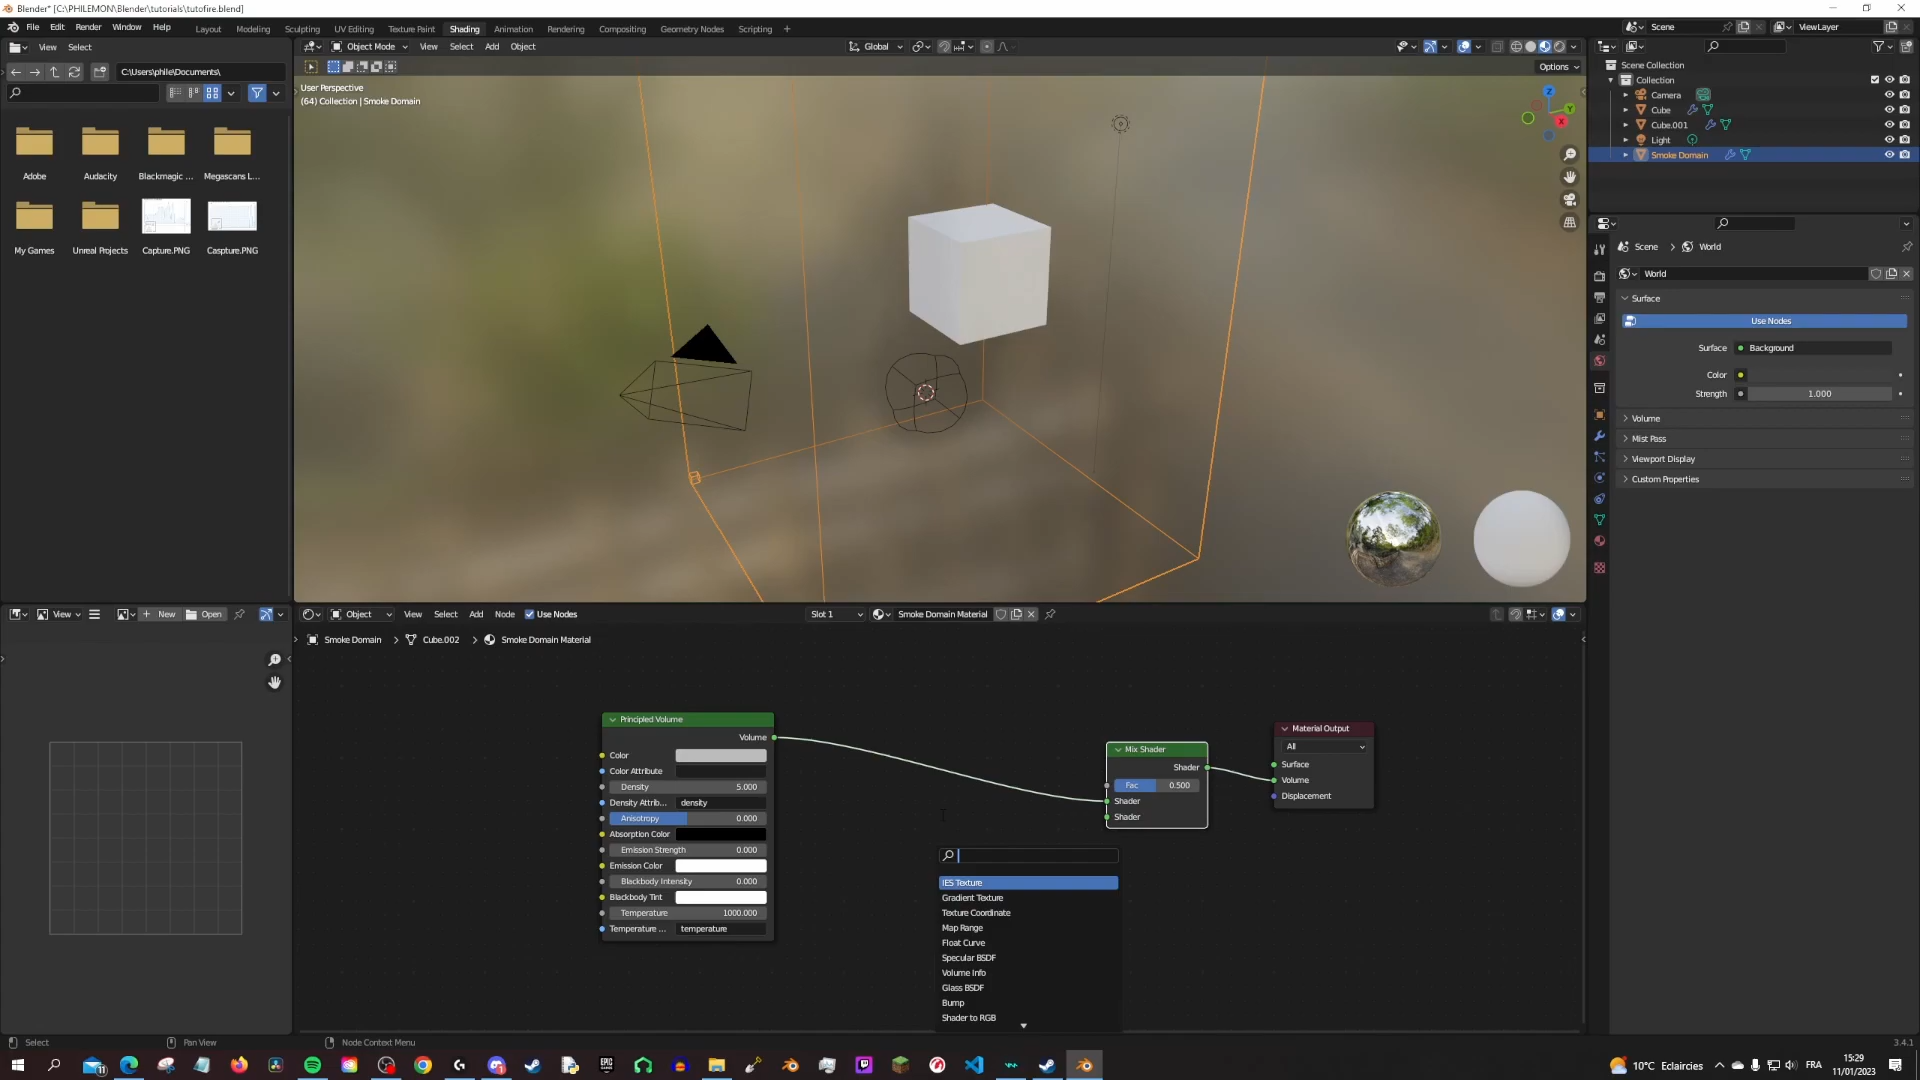 Blender* [C:\PHILEMON\Blender\tutorials\tutofire.blend]
File Edit Render Window Help
Layout Modeling Sculpting UV Editing Texture Paint Shading Animation Rendering Compositing Geometry Nodes Scripting +
Scene
ViewLayer
View Select
Object Mode View Select Add Object
Global
C:\Users\phile\Documents\
Options
User Perspective
(64) Collection | Smoke Domain
Z
Y
X
Adobe
Audacity
Blackmagic ...
Megascans L...
My Games
Unreal Projects
Capture.PNG
Caspture.PNG
Scene Collection
Collection
Camera
Cube
Cube.001
Light
Smoke Domain
Scene > World
World
Surface
Use Nodes
Surface Background
Color
Strength 1.000
Volume
Mist Pass
Viewport Display
Custom Properties
View
New
Open
Object View Select Add Node Use Nodes
Slot 1
Smoke Domain Material
Smoke Domain > Cube.002 > Smoke Domain Material
Principled Volume
Volume
Color
Color Attribute
Density 5.000
Density Attrib... density
Anisotropy 0.000
Absorption Color
Emission Strength 0.000
Emission Color
Blackbody Intensity 0.000
Blackbody Tint
Temperature 1000.000
Temperature ... temperature
Mix Shader
Shader
Fac 0.500
Shader
Shader
Material Output
All
Surface
Volume
Displacement
IES Texture
Gradient Texture
Texture Coordinate
Map Range
Float Curve
Specular BSDF
Volume Info
Glass BSDF
Bump
Shader to RGB
Select
Pan View
Node Context Menu
3.4.1
11
1
10°C Eclaircies
FRA
15:29
11/01/2023